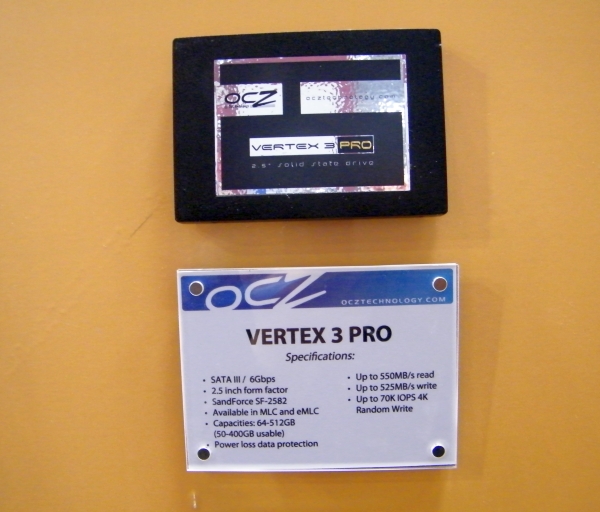 OCZ
ocztechnology.com
VERTEX 3 PRO
2.5" Solid State Drive
OCZ
OCZTECHNOLOGY.COM
VERTEX 3 PRO
Specifications:
• SATA III / 6Gbps
• 2.5 inch form factor
• SandForce SF-2582
• Available in MLC and eMLC
• Capacities: 64-512GB
(50-400GB usable)
• Power loss data protection
• Up to 550MB/s read
• Up to 525MB/s write
• Up to 70K IOPS 4K
Random Write